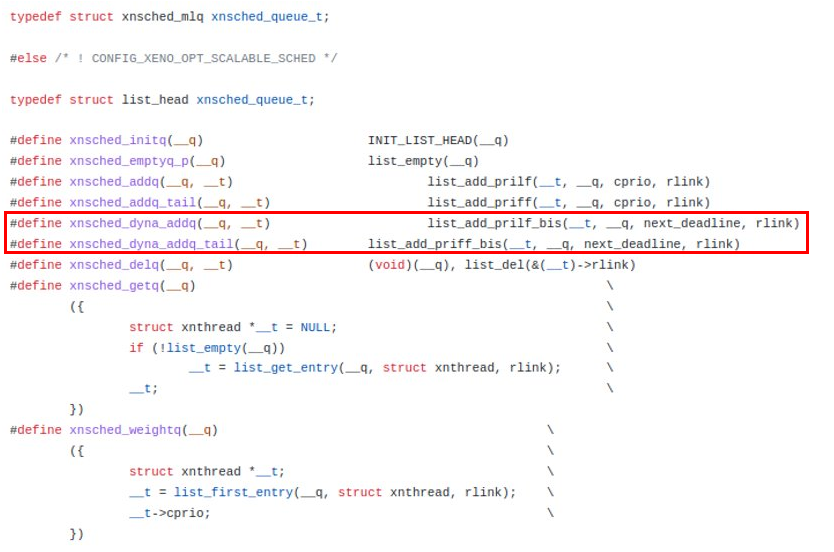 typedef struct xnsched_mlq xnsched_queue_t;
#else /* ! CONFIG_XENO_OPT_SCALABLE_SCHED */
typedef struct list_head xnsched_queue_t;
#define xnsched_initq(__q) INIT_LIST_HEAD(__q)
#define xnsched_emptyq_p(__q) list_empty(__q)
#define xnsched_addq(__q, __t) list_add_prilf(__t, __q, cprio, rlink)
#define xnsched_addq_tail(__q, __t) list_add_priff(__t, __q, cprio, rlink)
#define xnsched_dyna_addq(__q, __t) list_add_prilf_bis(__t, __q, next_deadline, rlink)
#define xnsched_dyna_addq_tail(__q, __t) list_add_priff_bis(__t, __q, next_deadline, rlink)
#define xnsched_delq(__q, __t) (void)(__q), list_del(&(__t)->rlink)
#define xnsched_getq(__q) \
({ \
struct xnthread *__t = NULL; \
if (!list_empty(__q)) \
__t = list_get_entry(__q, struct xnthread, rlink); \
__t; \
})
#define xnsched_weightq(__q) \
({ \
struct xnthread *__t; \
__t = list_first_entry(__q, struct xnthread, rlink); \
__t->cprio; \
})